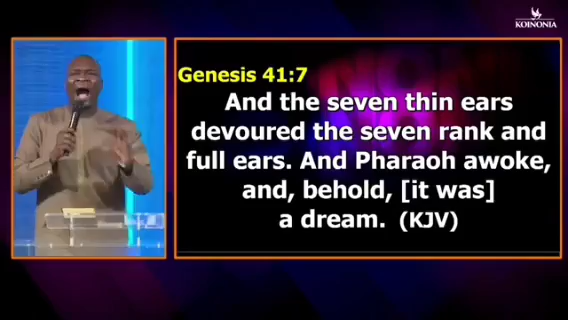 KOINONIA
Genesis 41:7
And the seven thin ears
devoured the seven rank and
full ears. And Pharaoh awoke,
and, behold, [it was]
a dream. (KJV)